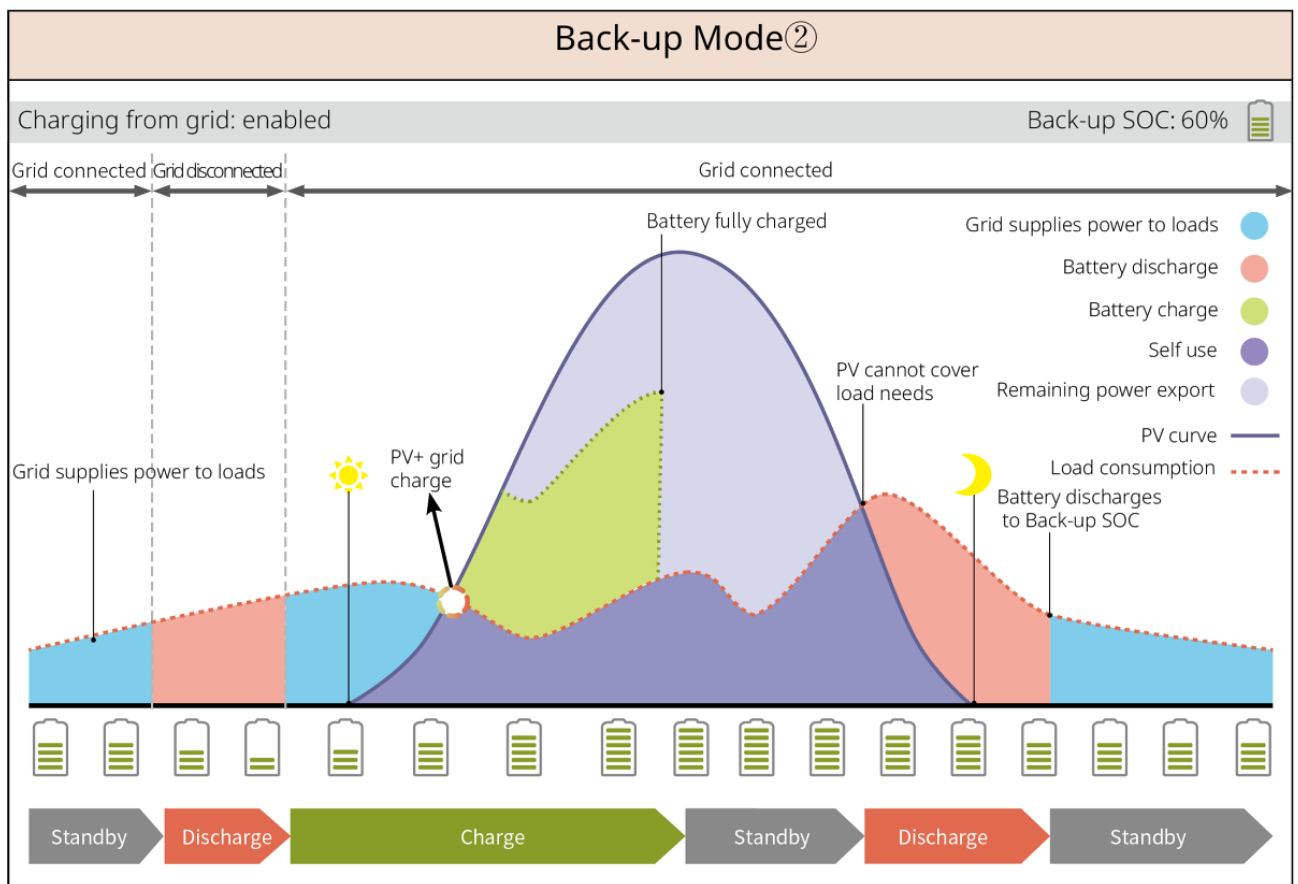 Back-up Mode②
Charging from grid: enabled
Back-up SOC: 60%
Grid connected
Grid disconnected
Grid connected
Battery fully charged
Grid supplies power to loads
Battery discharge
Battery charge
Self use
Remaining power export
PV curve
Load consumption
PV cannot cover
load needs
Grid supplies power to loads
PV+ grid
charge
Battery discharges
to Back-up SOC
Standby
Discharge
Charge
Standby
Discharge
Standby